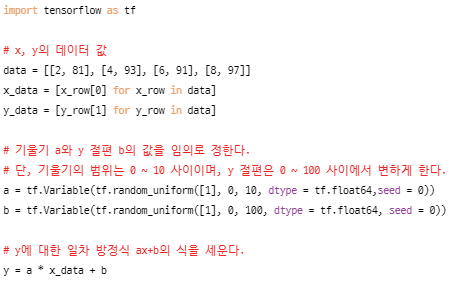 import tensorflow as tf
# x, y의 데이터 값
data = [[2, 81], [4, 93], [6, 91], [8, 97]]
x_data = [x_row[0] for x_row in data]
y_data = [y_row[1] for y_row in data]
# 기울기 a와 y 절편 b의 값을 임의로 정한다.
# 단, 기울기의 범위는 0 ~ 10 사이이며, y 절편은 0 ~ 100 사이에서 변하게 한다.
a = tf.Variable(tf.random_uniform([1], 0, 10, dtype = tf.float64,seed = 0))
b = tf.Variable(tf.random_uniform([1], 0, 100, dtype = tf.float64, seed = 0))
# y에 대한 일차 방정식 ax+b의 식을 세운다.
y = a * x_data + b